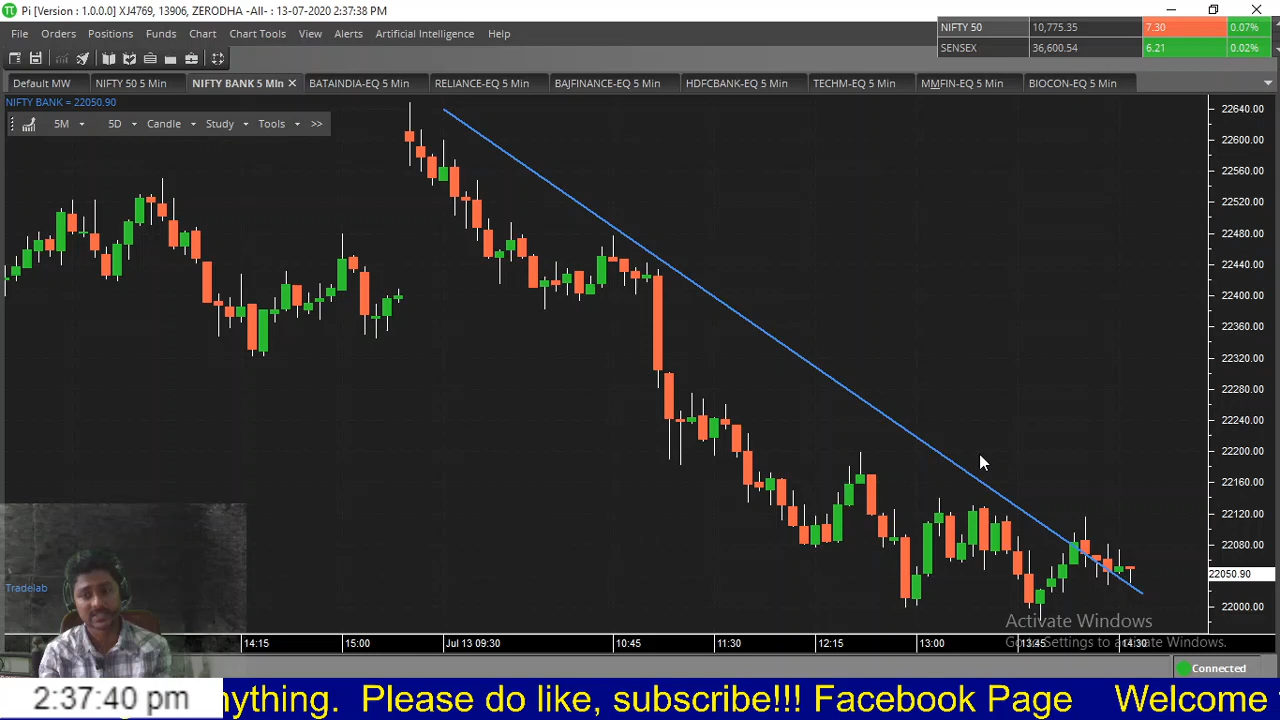 Pi [Version : 1.0.0.0] XJ4769, 13906, ZERODHA -All- : 13-07-2020 2:37:38 PM
File Orders Positions Funds Chart Chart Tools View Alerts Artificial Intelligence Help
NIFTY 50 10,775.35 7.30 0.07%
SENSEX 36,600.54 6.21 0.02%
Default MW NIFTY 50 5 Min NIFTY BANK 5 Min BATAINDIA-EQ 5 Min RELIANCE-EQ 5 Min BAJFINANCE-EQ 5 Min HDFCBANK-EQ 5 Min TECHM-EQ 5 Min MMFIN-EQ 5 Min BIOCON-EQ 5 Min
NIFTY BANK = 22050.90
5M 5D Candle Study Tools >>
22640.00
22600.00
22560.00
22520.00
22480.00
22440.00
22400.00
22360.00
22320.00
22280.00
22240.00
22200.00
22160.00
22120.00
22080.00
22050.90
22000.00
Tradelab
Activate Windows
Go to Settings to activate Windows.
14:15 15:00 Jul 13 09:30 10:45 11:30 12:15 13:00 13:45 14:30
Connected
2:37:40 pm
ything. Please do like, subscribe!!! Facebook Page Welcome